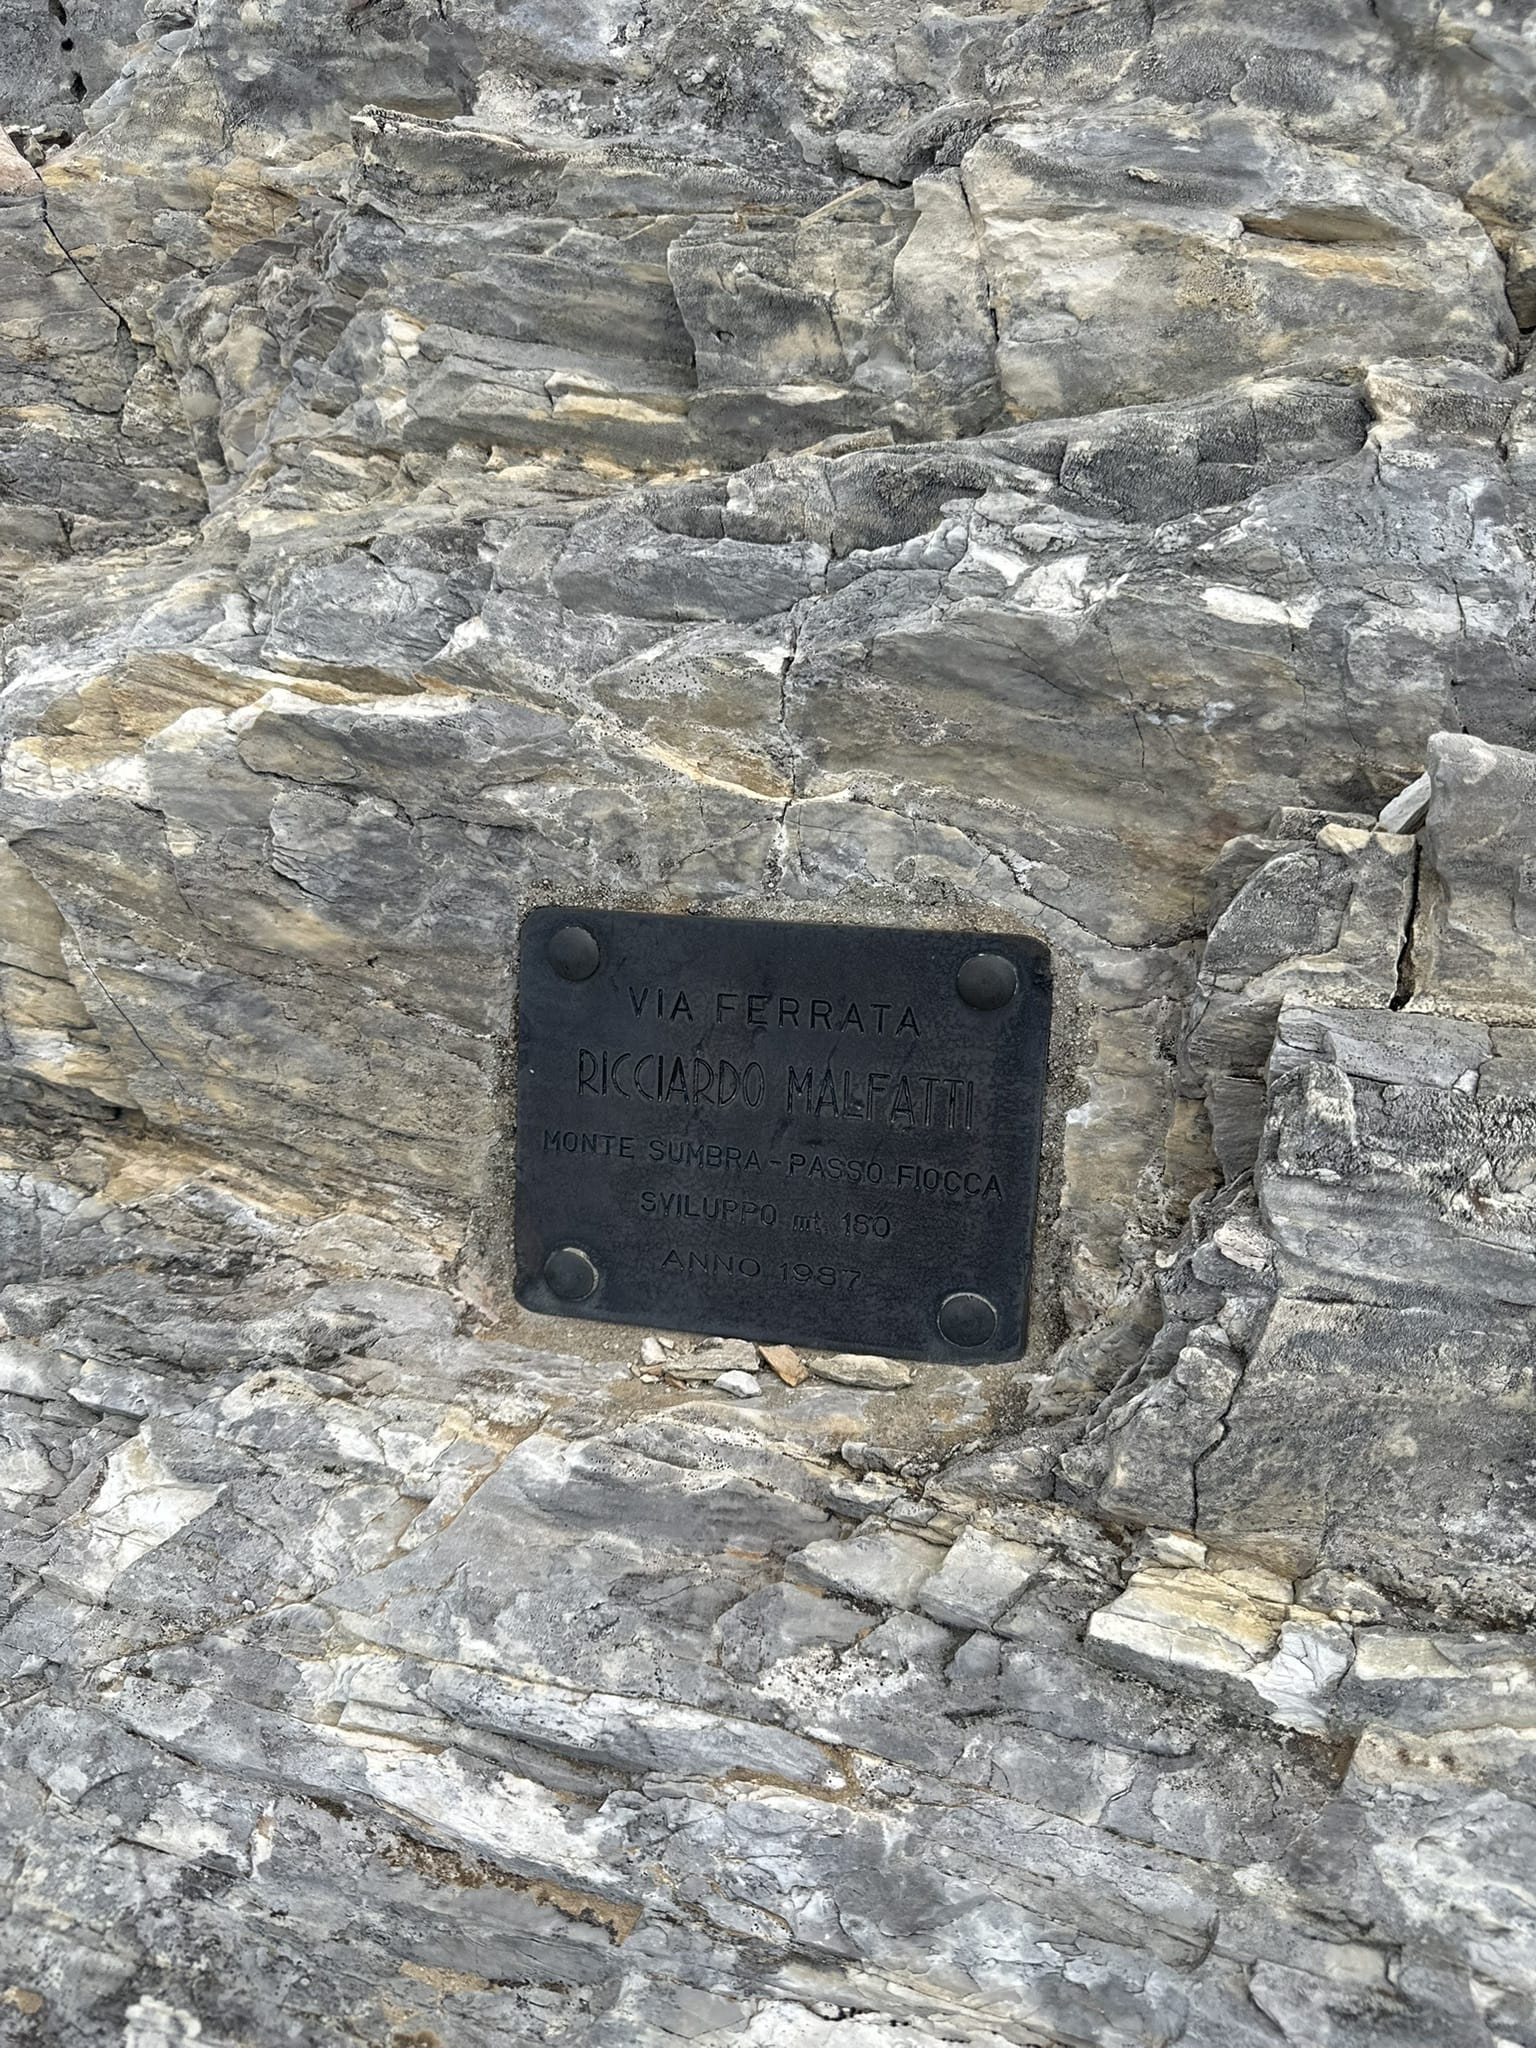 VIA FERRATA
RICCIARDO MALFATTI
MONTE SUMBRA - PASSO FIOCCA
SVILUPPO mt. 180
ANNO 1987